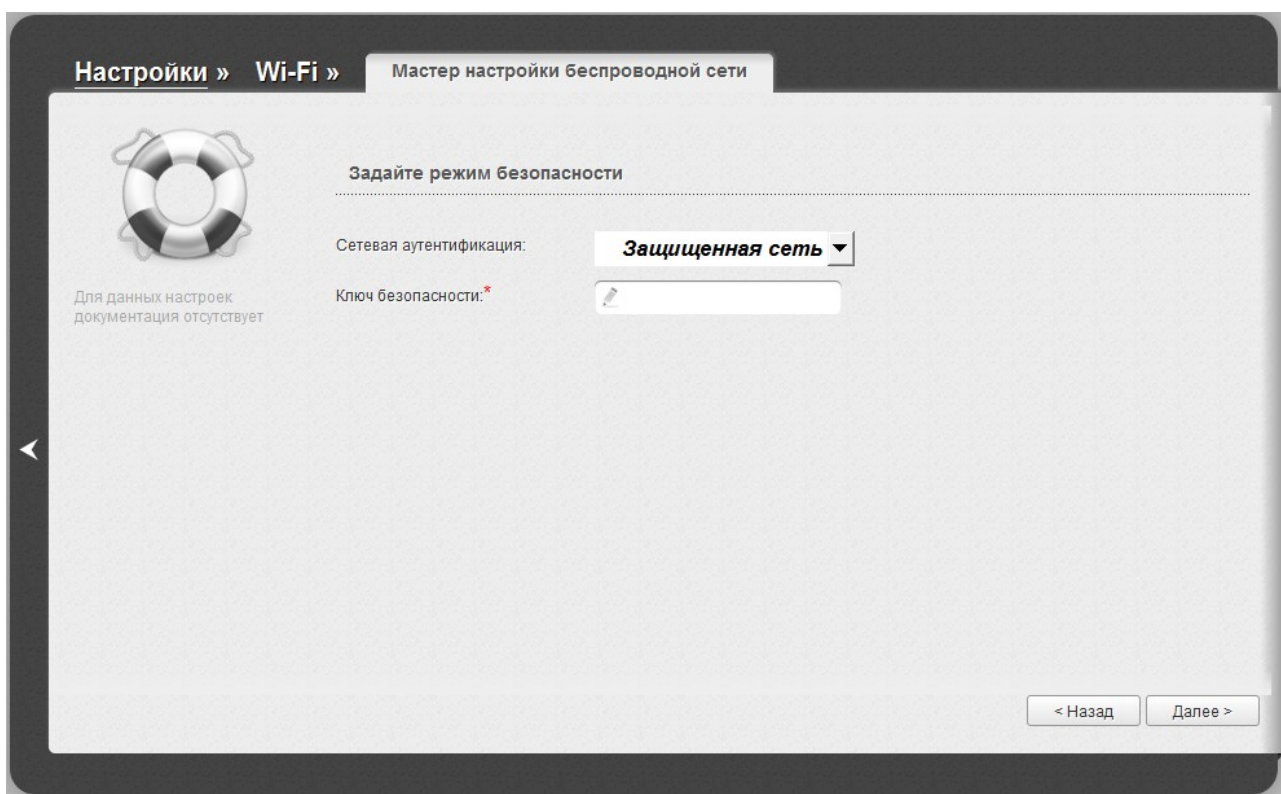 Настройки » Wi-Fi » Мастер настройки беспроводной сети
Задайте режим безопасности
Сетевая аутентификация: Защищенная сеть
Ключ безопасности:*
Для данных настроек
документация отсутствует
< Назад Далее >